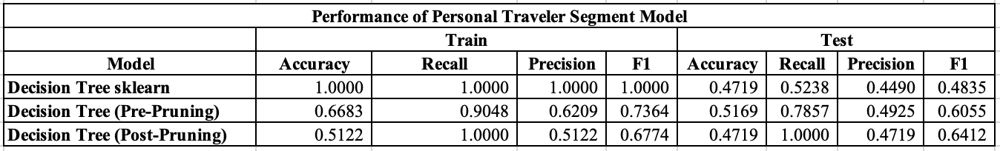 Performance of Personal Traveler Segment Model
Train Test
Model Accuracy Recall Precision F1 Accuracy Recall Precision F1
Decision Tree sklearn 1.0000 1.0000 1.0000 1.0000 0.4719 0.5238 0.4490 0.4835
Decision Tree (Pre-Pruning) 0.6683 0.9048 0.6209 0.7364 0.5169 0.7857 0.4925 0.6055
Decision Tree (Post-Pruning) 0.5122 1.0000 0.5122 0.6774 0.4719 1.0000 0.4719 0.6412